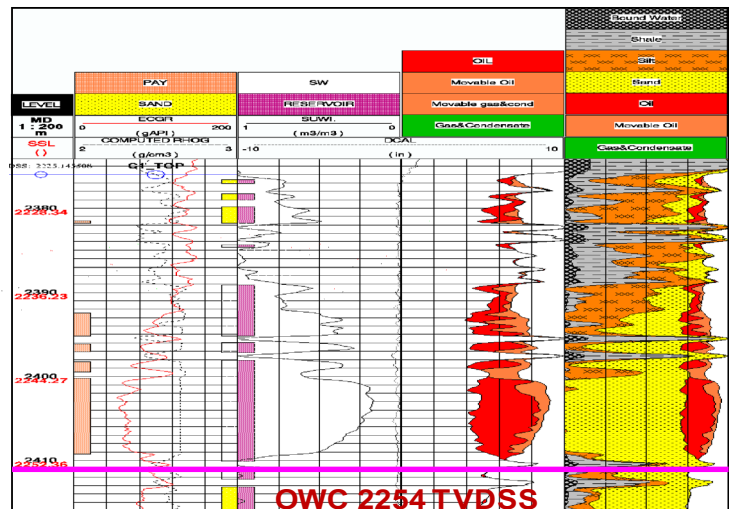 Bound Water
Shale
OIL
Silt
PAY
SW
Movable Oil
Sand
LEVEL
SAND
RESERVOIR
Movable gas&cond
Oil
MD
1 : 200
m
ECGR
0 200
(gAPI)
SUWI.
1 0
(m3/m3)
Gas&Condensate
Movable Oil
SSL
()
COMPUTED RHOG
2 3
(g/cm3)
DCAL
-10 10
(in)
Gas&Condensate
2380
2228.34
2390
2236.23
2400
2244.27
2410
2252.36
OWC 2254 TVDSS